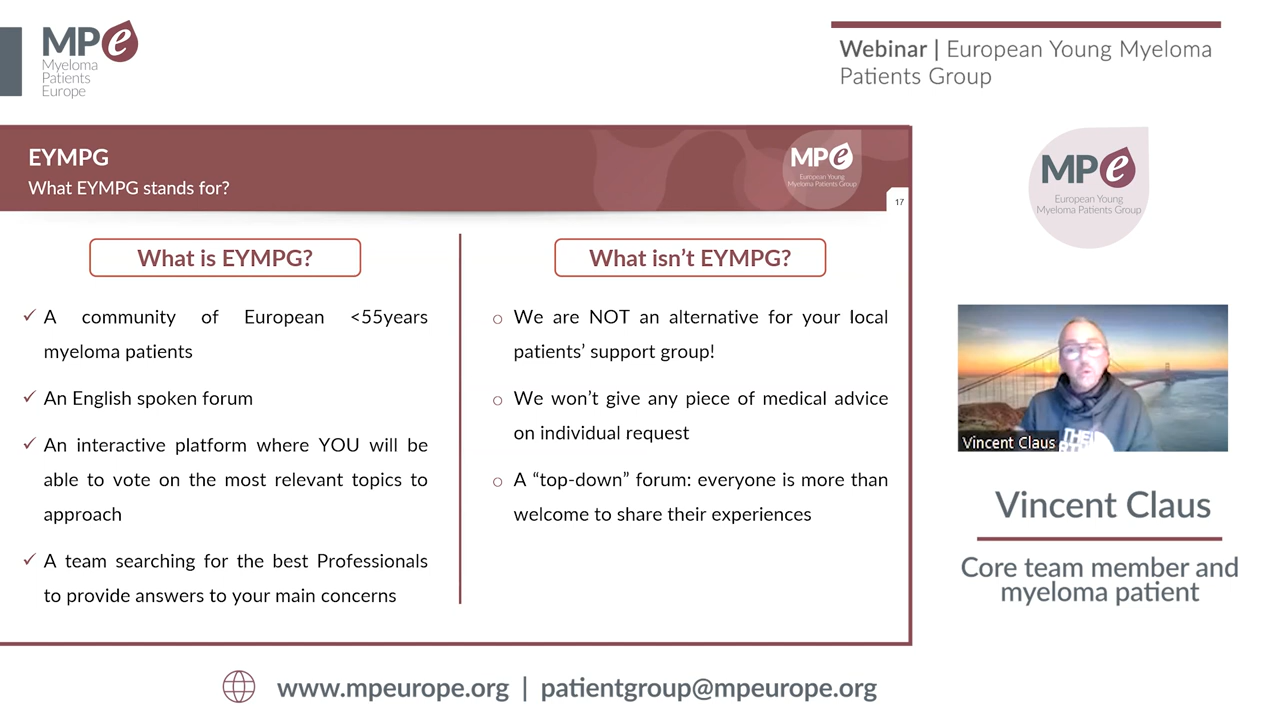 MPe
Myeloma
Patients
Europe
Webinar | European Young Myeloma
Patients Group
EYMPG
What EYMPG stands for?
MPe
European Young
Myeloma Patients Group
17
What is EYMPG?
✓ A community of European <55years
myeloma patients
✓ An English spoken forum
✓ An interactive platform where YOU will be
able to vote on the most relevant topics to
approach
✓ A team searching for the best Professionals
to provide answers to your main concerns
What isn't EYMPG?
o We are NOT an alternative for your local
patients' support group!
o We won't give any piece of medical advice
on individual request
o A “top-down” forum: everyone is more than
welcome to share their experiences
MPe
European Young
Myeloma Patients Group
Vincent Claus
Vincent Claus
Core team member and
myeloma patient
www.mpeurope.org | patientgroup@mpeurope.org